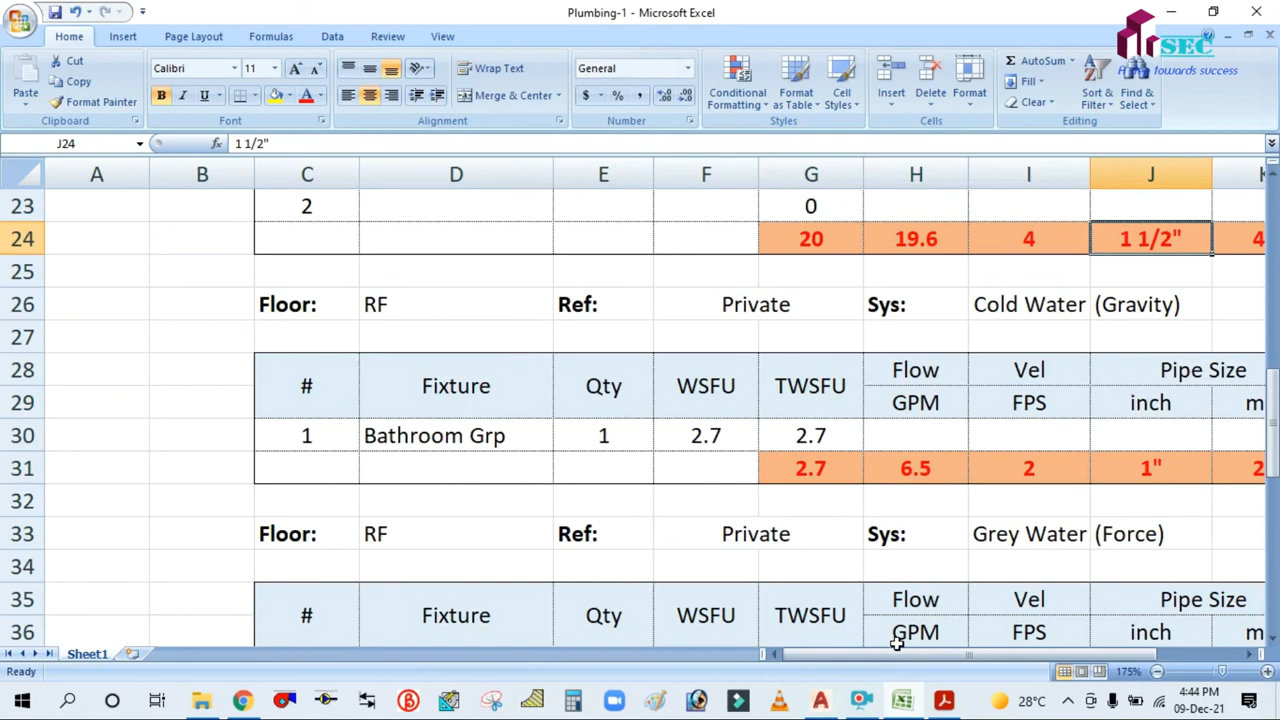 Plumbing-1 - Microsoft Excel
Home Insert Page Layout Formulas Data Review View
SEC
towards success
Paste
Cut
Copy
Format Painter
Clipboard
Calibri 11
B I U
Font
Wrap Text
Merge & Center
Alignment
General
$ % ,
Number
Conditional Formatting
Format as Table
Cell Styles
Styles
Insert Delete Format
Cells
Σ AutoSum
Fill
Clear
Sort & Filter
Find & Select
Editing
J24 fx 1 1/2"
A B C D E F G H I J K
23 2 0
24 20 19.6 4 1 1/2" 4
25
26 Floor: RF Ref: Private Sys: Cold Water (Gravity)
27
28 # Fixture Qty WSFU TWSFU Flow Vel Pipe Size
29 GPM FPS inch m
30 1 Bathroom Grp 1 2.7 2.7
31 2.7 6.5 2 1" 2
32
33 Floor: RF Ref: Private Sys: Grey Water (Force)
34
35 # Fixture Qty WSFU TWSFU Flow Vel Pipe Size
36 GPM FPS inch m
Sheet1
Ready 175%
28°C 4:44 PM
09-Dec-21